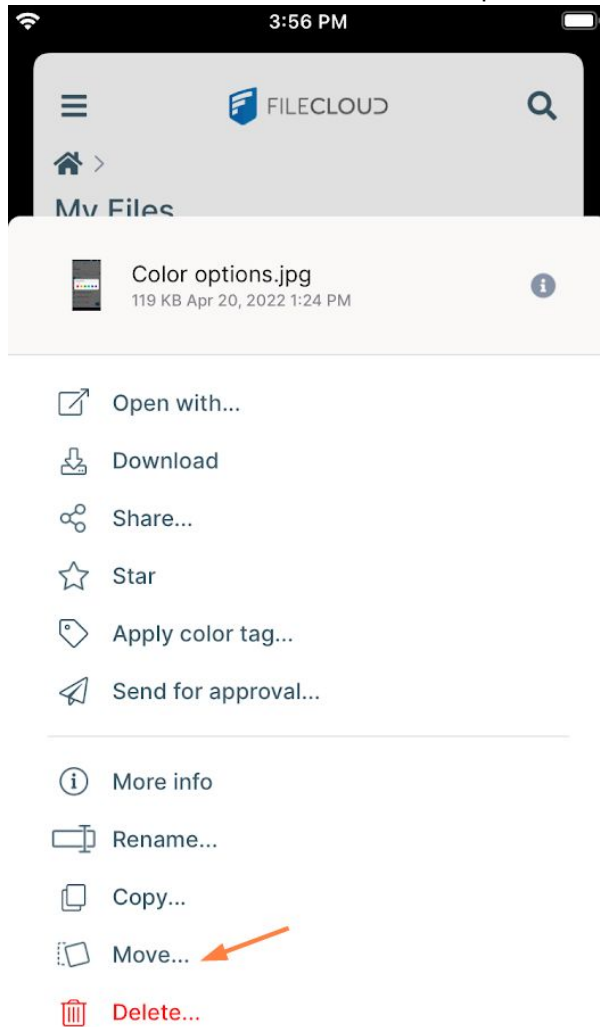 3:56 PM
FILECLOUD
My Files
Color options.jpg
119 KB Apr 20, 2022 1:24 PM
Open with...
Download
Share...
Star
Apply color tag...
Send for approval...
More info
Rename...
Copy...
Move...
Delete...